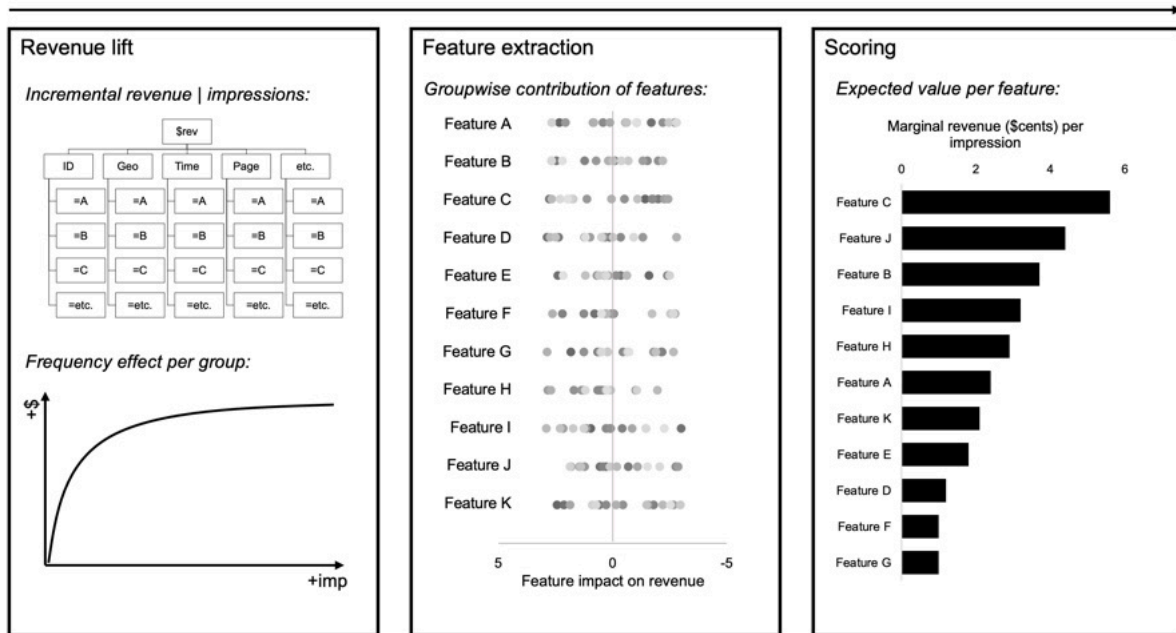 Revenue lift
Incremental revenue | impressions:
$rev
ID Geo Time Page etc.
=A =A =A =A =A
=B =B =B =B =B
=C =C =C =C =C
=etc. =etc. =etc. =etc. =etc.
Frequency effect per group:
+$
+imp
Feature extraction
Groupwise contribution of features:
Feature A
Feature B
Feature C
Feature D
Feature E
Feature F
Feature G
Feature H
Feature I
Feature J
Feature K
5 0 -5
Feature impact on revenue
Scoring
Expected value per feature:
Marginal revenue ($cents) per
impression
0 2 4 6
Feature C
Feature J
Feature B
Feature I
Feature H
Feature A
Feature K
Feature E
Feature D
Feature F
Feature G